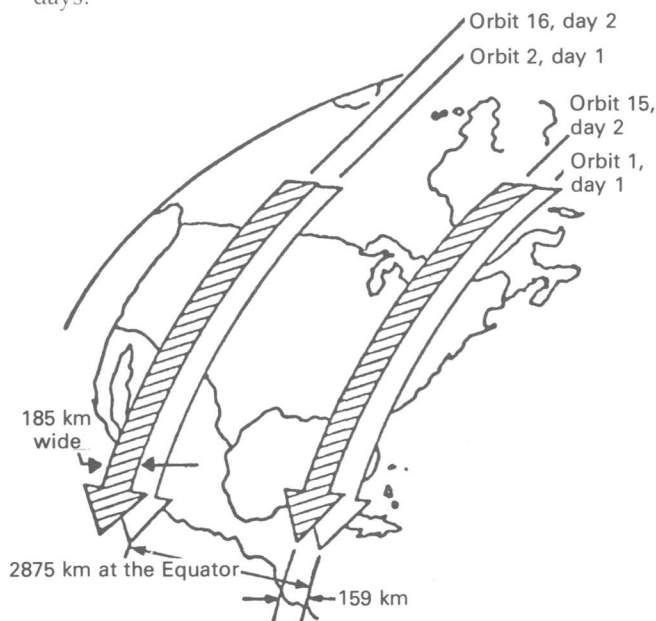 days.
Orbit 16, day 2
Orbit 2, day 1
Orbit 15,
day 2
Orbit 1,
day 1
185 km
wide
2875 km at the Equator
159 km